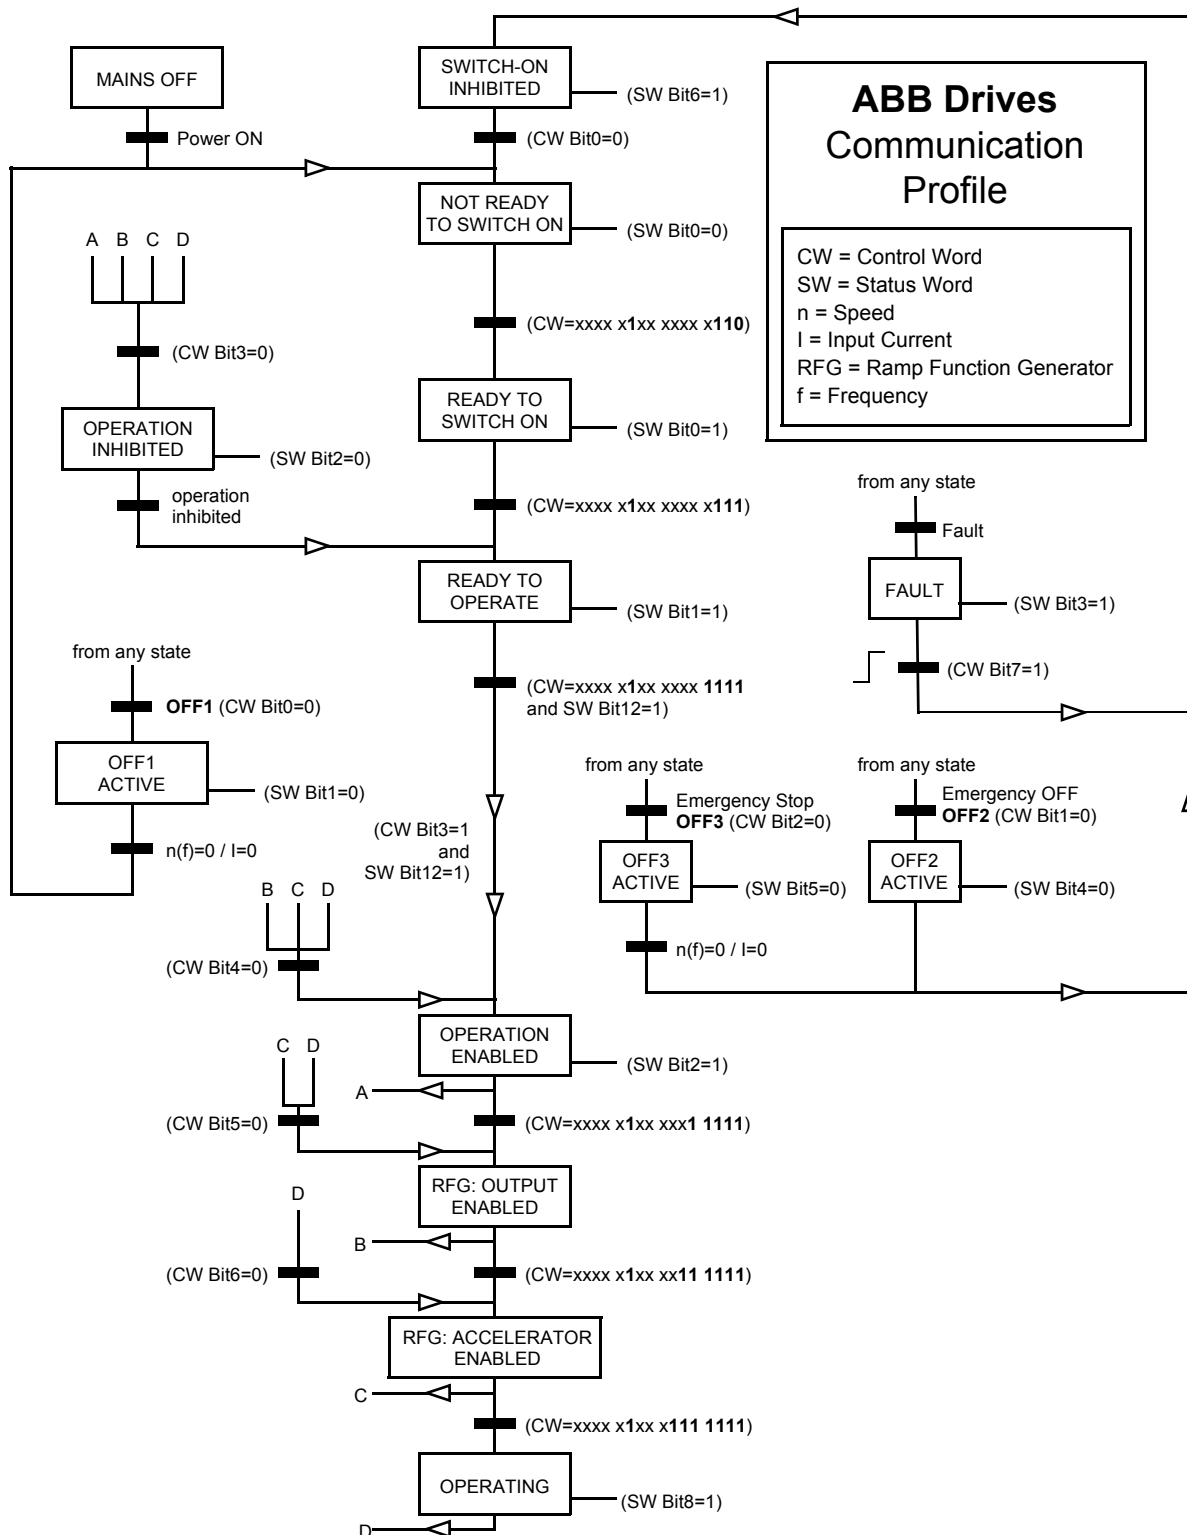 MAINS OFF
Power ON
SWITCH-ON
INHIBITED
(SW Bit6=1)
(CW Bit0=0)
ABB Drives
Communication
Profile
CW = Control Word
SW = Status Word
n = Speed
I = Input Current
RFG = Ramp Function Generator
f = Frequency
NOT READY
TO SWITCH ON
(SW Bit0=0)
A B C D
(CW Bit3=0)
(CW=xxxx x1xx xxxx x110)
OPERATION
INHIBITED
(SW Bit2=0)
operation
inhibited
READY TO
SWITCH ON
(SW Bit0=1)
(CW=xxxx x1xx xxxx x111)
from any state
Fault
FAULT
(SW Bit3=1)
(CW Bit7=1)
READY TO
OPERATE
(SW Bit1=1)
(CW=xxxx x1xx xxxx 1111
and SW Bit12=1)
from any state
OFF1 (CW Bit0=0)
OFF1
ACTIVE
(SW Bit1=0)
n(f)=0 / I=0
(CW Bit3=1
and
SW Bit12=1)
from any state
Emergency Stop
OFF3 (CW Bit2=0)
OFF3
ACTIVE
(SW Bit5=0)
n(f)=0 / I=0
from any state
Emergency OFF
OFF2 (CW Bit1=0)
OFF2
ACTIVE
(SW Bit4=0)
B C D
(CW Bit4=0)
OPERATION
ENABLED
(SW Bit2=1)
A
C D
(CW Bit5=0)
(CW=xxxx x1xx xxx1 1111)
RFG: OUTPUT
ENABLED
B
D
(CW Bit6=0)
(CW=xxxx x1xx xx11 1111)
RFG: ACCELERATOR
ENABLED
C
(CW=xxxx x1xx x111 1111)
OPERATING
(SW Bit8=1)
D